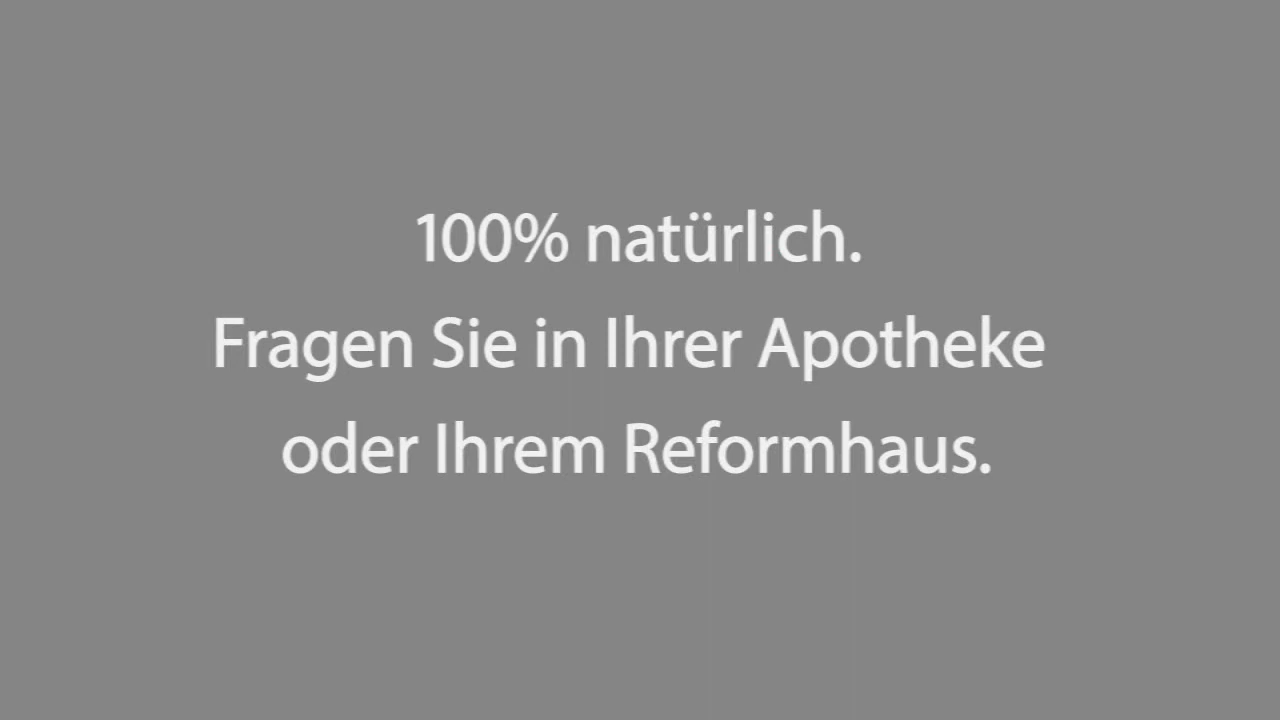 100% natürlich.
Fragen Sie in Ihrer Apotheke
oder Ihrem Reformhaus.